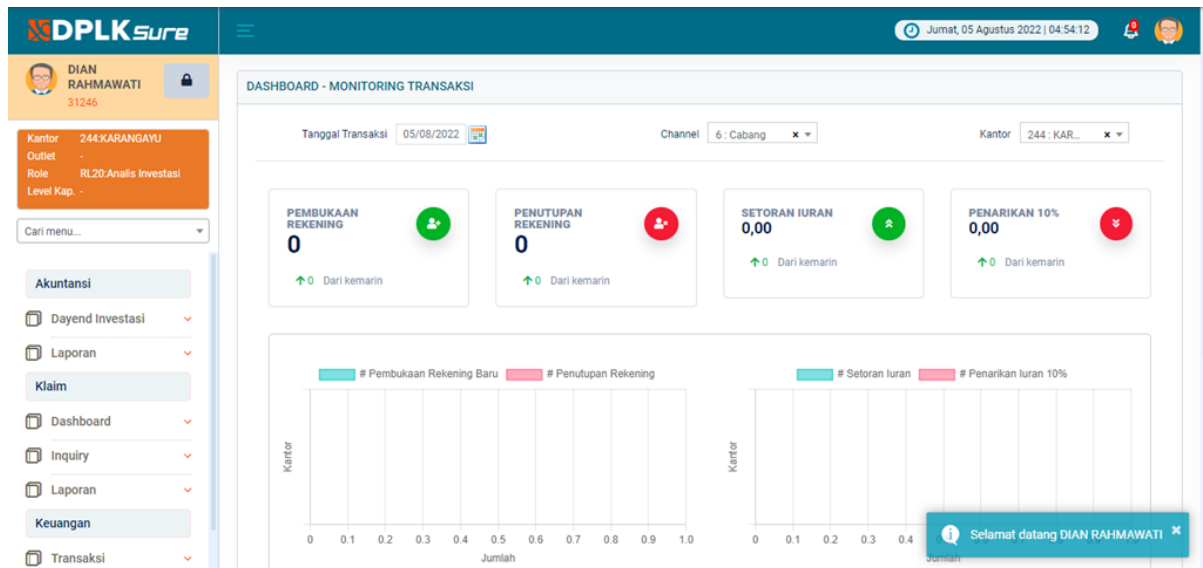 DPLKSure
Jumat, 05 Agustus 2022 | 04:54:12
DIAN
RAHMAWATI
31246
Kantor 244:KARANGAYU
Outlet -
Role RL20:Analis Investasi
Level Kap. -
Cari menu...
Akuntansi
Dayend Investasi
Laporan
Klaim
Dashboard
Inquiry
Laporan
Keuangan
Transaksi
DASHBOARD - MONITORING TRANSAKSI
Tanggal Transaksi 05/08/2022 Channel 6 : Cabang x Kantor 244 : KAR... x
PEMBUKAAN
REKENING
0
0 Dari kemarin
PENUTUPAN
REKENING
0
0 Dari kemarin
SETORAN IURAN
0,00
0 Dari kemarin
PENARIKAN 10%
0,00
0 Dari kemarin
# Pembukaan Rekening Baru # Penutupan Rekening
Kantor
0 0.1 0.2 0.3 0.4 0.5 0.6 0.7 0.8 0.9 1.0
Jumlah
# Setoran Iuran # Penarikan Iuran 10%
Kantor
0 0.1 0.2 0.3 0.4
Jumlah
Selamat datang DIAN RAHMAWATI ×